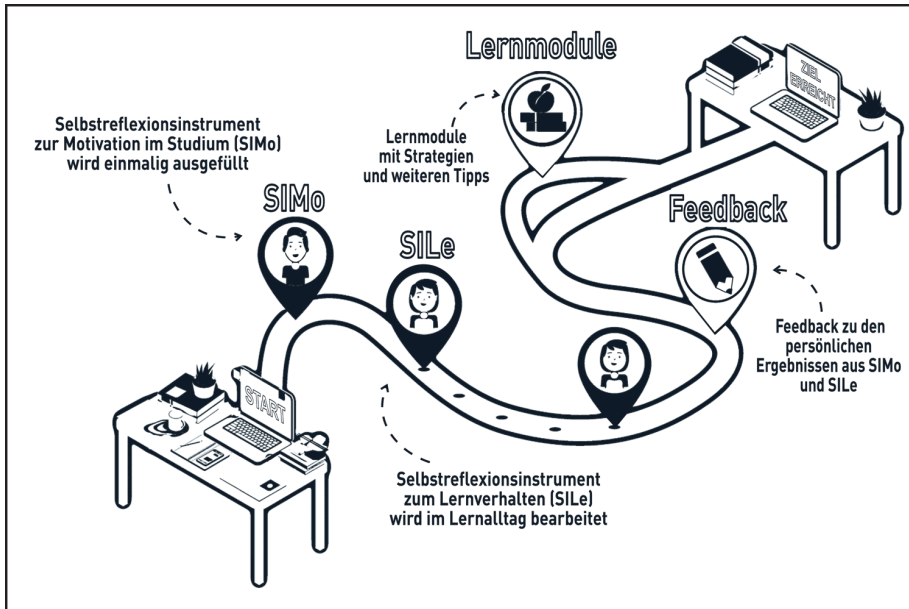 Lernmodule
ZIEL
ERREICHT
Selbstreflexionsinstrument
zur Motivation im Studium (SIMo)
wird einmalig ausgefüllt
Lernmodule
mit Strategien
und weiteren Tipps
SIMo
SILe
Feedback
Feedback zu den
persönlichen
Ergebnissen aus SIMo
und SILe
START
Selbstreflexionsinstrument
zum Lernverhalten (SILe)
wird im Lernalltag bearbeitet